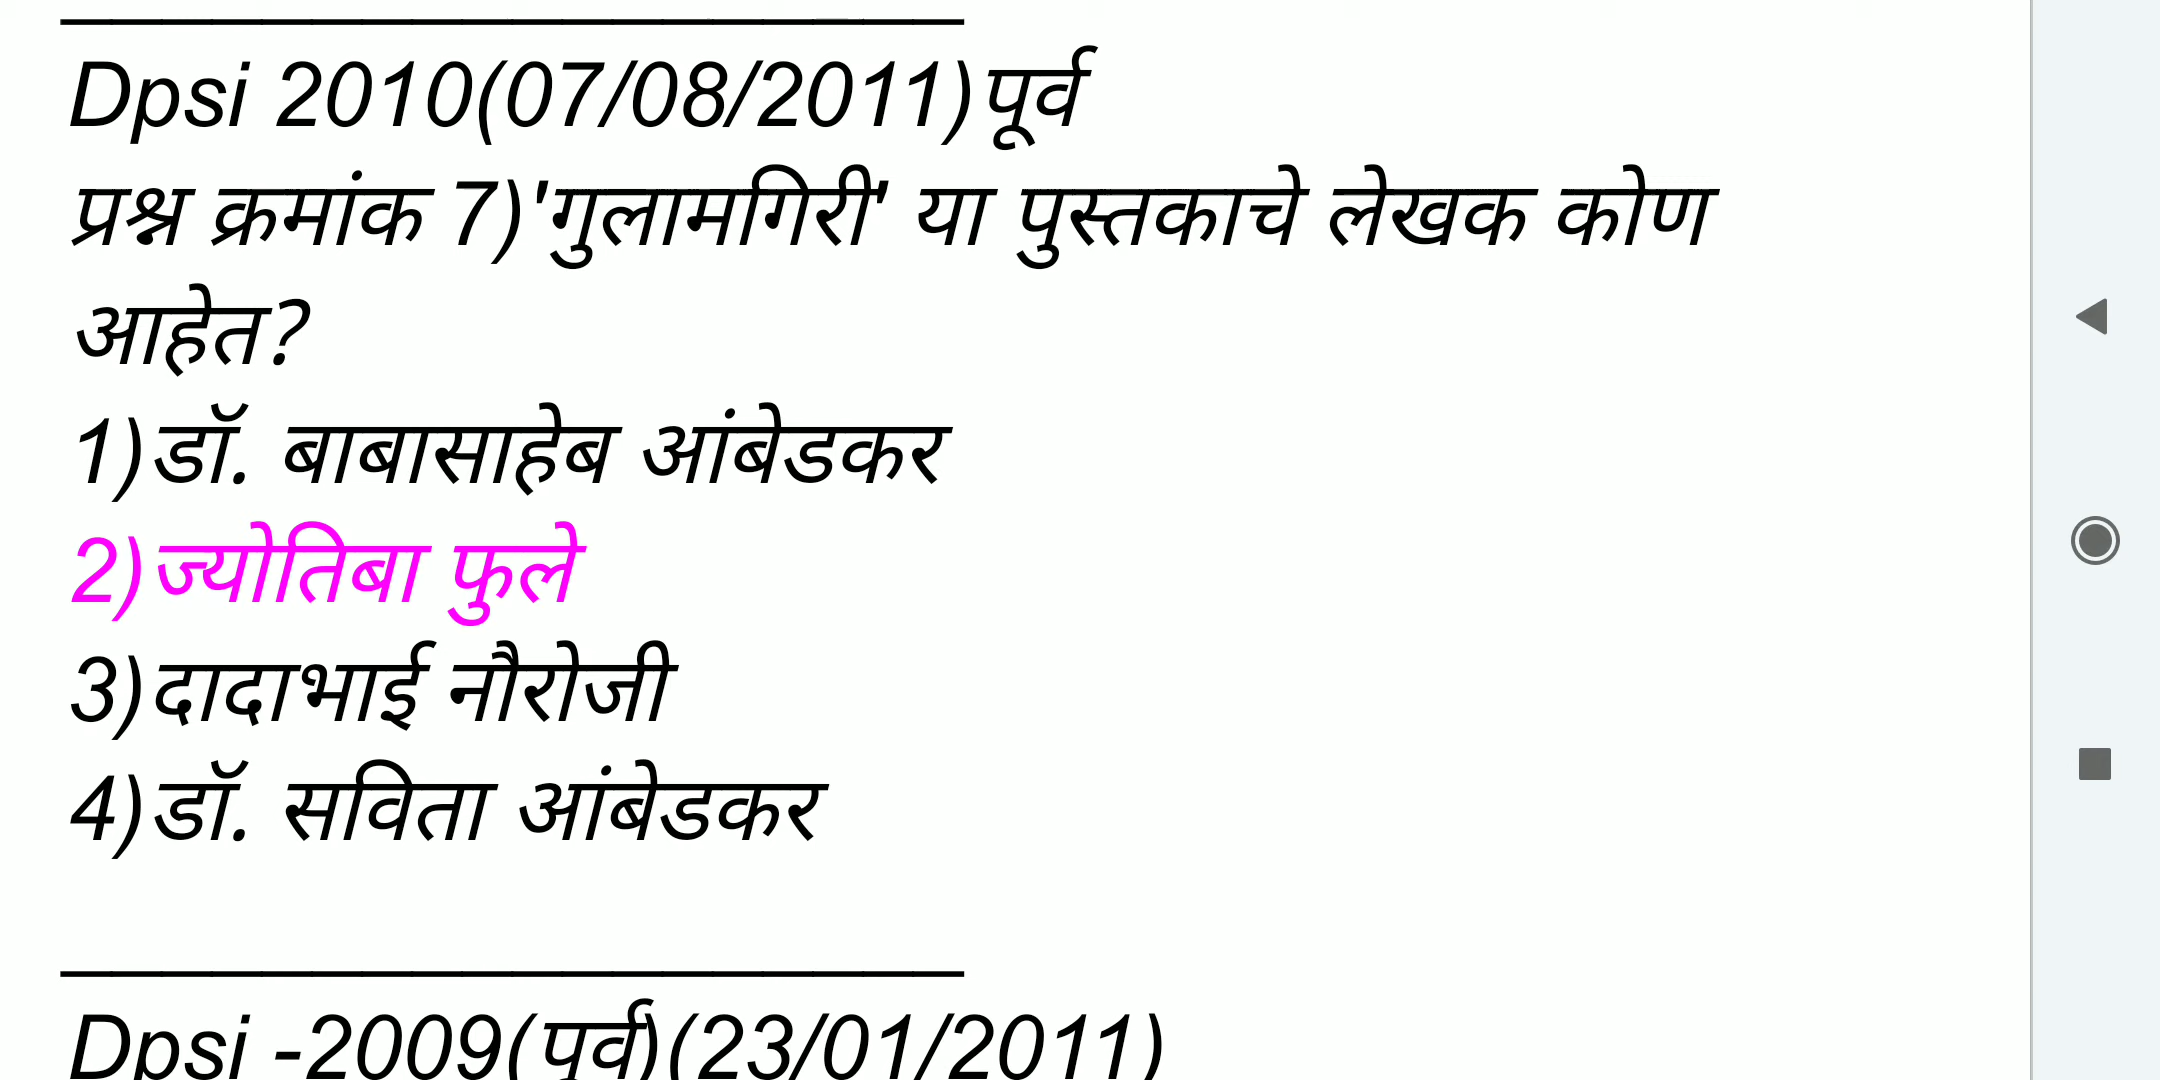 Dpsi 2010(07/08/2011)पूर्व
प्रश्न क्रमांक 7)'गुलामगिरी' या पुस्तकाचे लेखक कोण
आहेत?
1)डॉ. बाबासाहेब आंबेडकर
2)ज्योतिबा फुले
3)दादाभाई नौरोजी
4)डॉ. सविता आंबेडकर
Dpsi -2009(पूर्व)(23/01/2011)